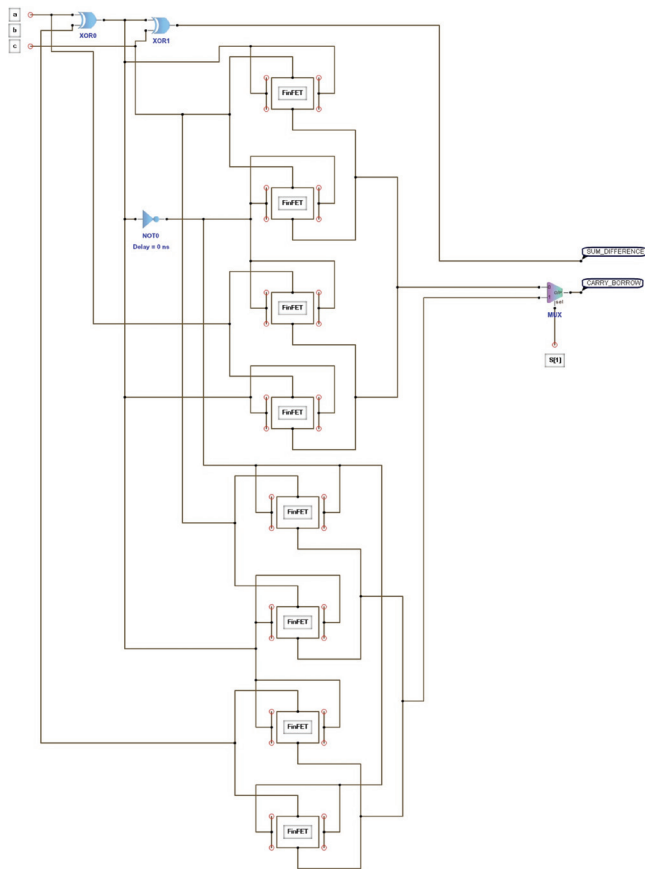 a
b
c
XOR0
XOR1
FinFET
FinFET
NOT0
Delay = 0 ns
SUM_DIFFERENCE
FinFET
CARRY_BORROW
MUX
S[1]
FinFET
FinFET
FinFET
FinFET
FinFET